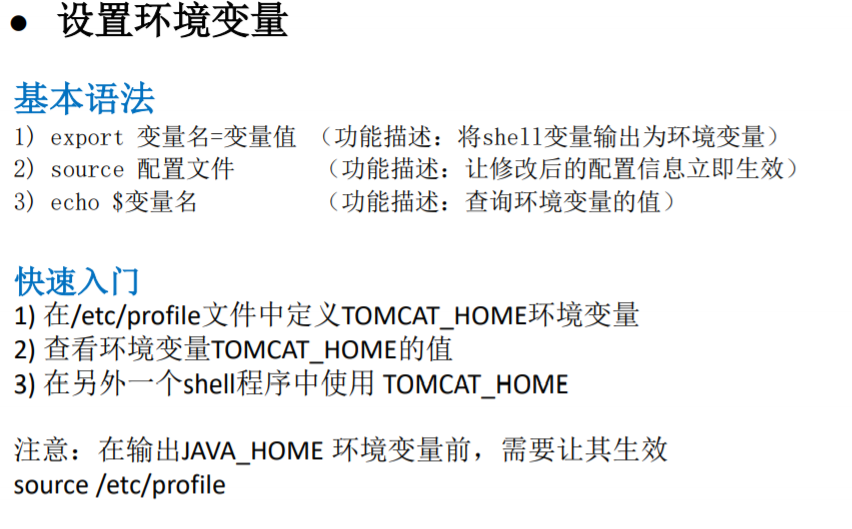 ● 设置环境变量
基本语法
1) export 变量名=变量值 （功能描述：将shell变量输出为环境变量）
2) source 配置文件 （功能描述：让修改后的配置信息立即生效）
3) echo $变量名 （功能描述：查询环境变量的值）
快速入门
1) 在/etc/profile文件中定义TOMCAT_HOME环境变量
2) 查看环境变量TOMCAT_HOME的值
3) 在另外一个shell程序中使用 TOMCAT_HOME
注意：在输出JAVA_HOME 环境变量前，需要让其生效
source /etc/profile